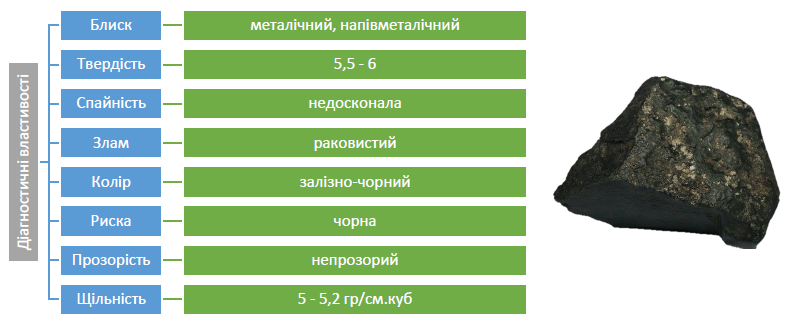 Діагностичні властивості
Блиск металічний, напівметалічний
Твердість 5,5 - 6
Спайність недосконала
Злам раковистий
Колір залізно-чорний
Риска чорна
Прозорість непрозорий
Щільність 5 - 5,2 гр/см.куб